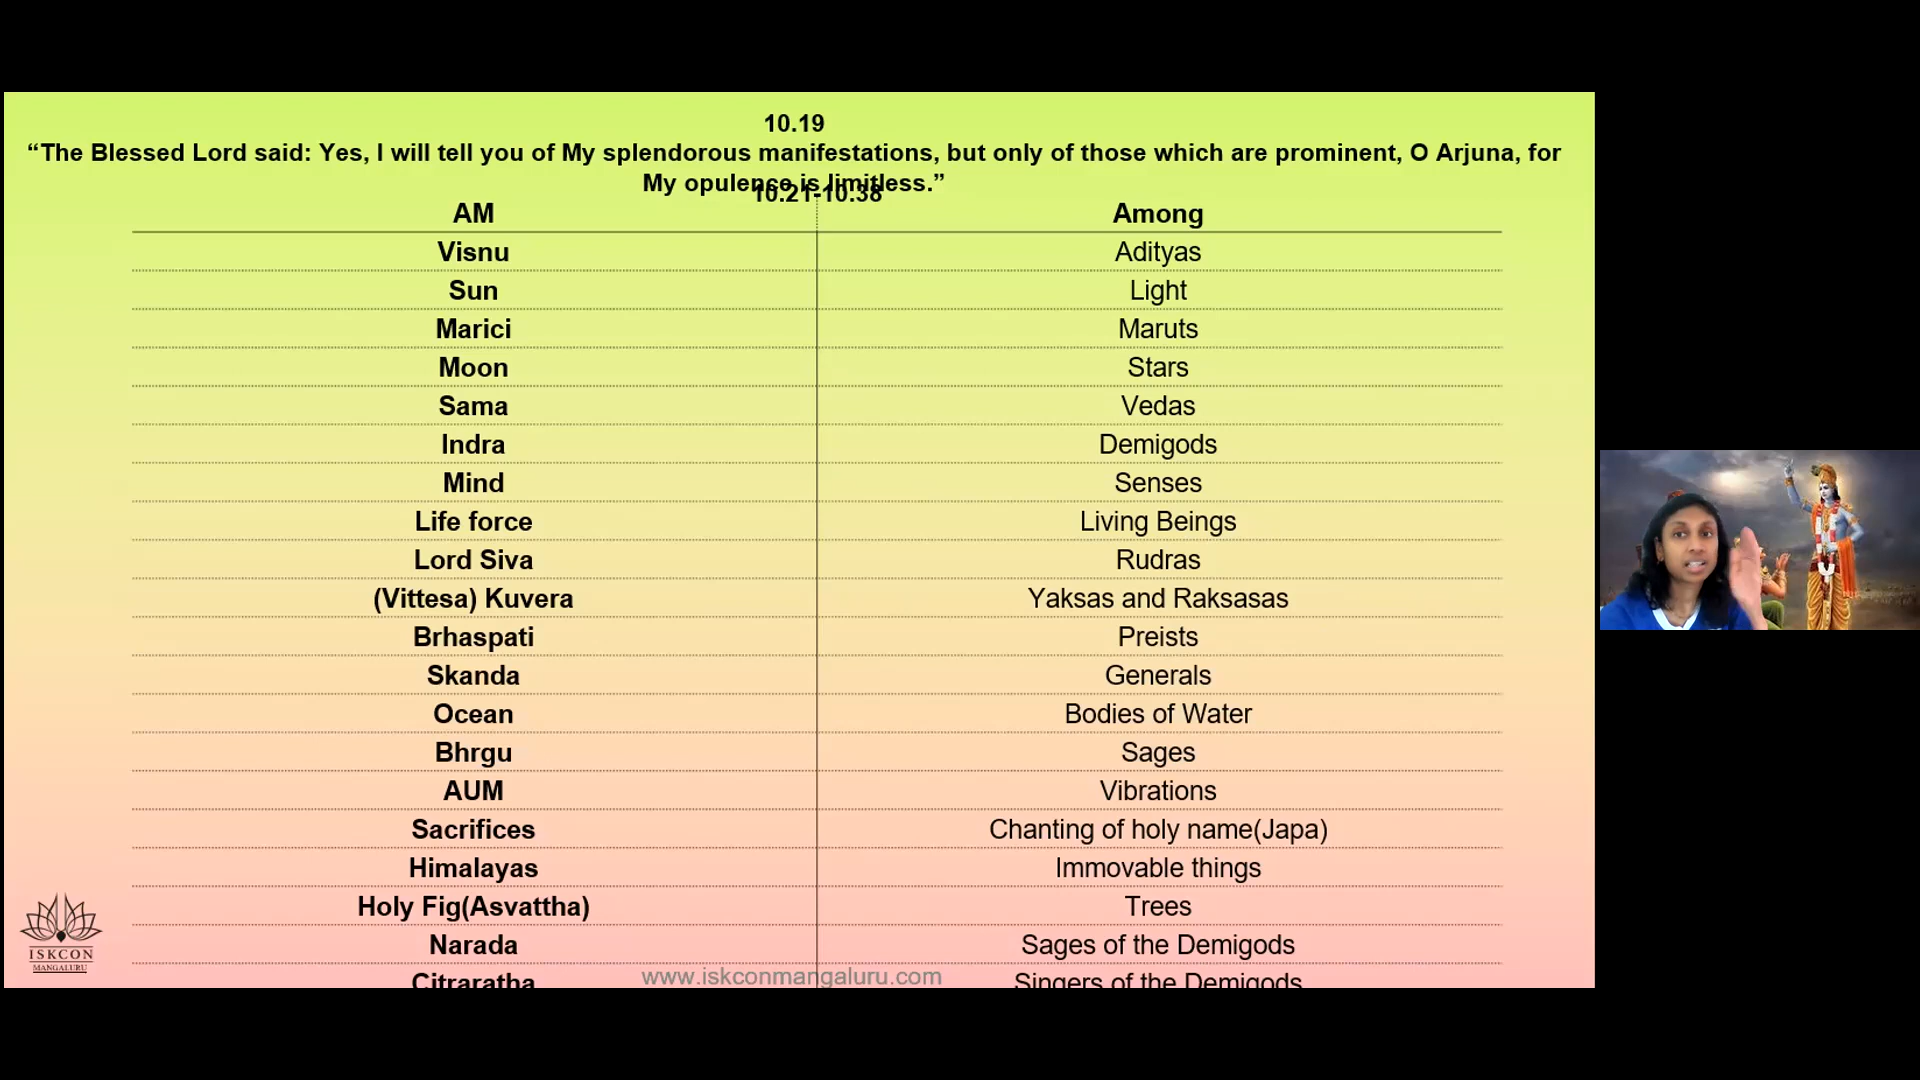 10.19
“The Blessed Lord said: Yes, I will tell you of My splendorous manifestations, but only of those which are prominent, O Arjuna, for
My opulence is limitless.”
10.21-10.38
AM Among
Visnu Adityas
Sun Light
Marici Maruts
Moon Stars
Sama Vedas
Indra Demigods
Mind Senses
Life force Living Beings
Lord Siva Rudras
(Vittesa) Kuvera Yaksas and Raksasas
Brhaspati Preists
Skanda Generals
Ocean Bodies of Water
Bhrgu Sages
AUM Vibrations
Sacrifices Chanting of holy name(Japa)
Himalayas Immovable things
Holy Fig(Asvattha) Trees
Narada Sages of the Demigods
Citraratha Singers of the Demigods
ISKCON
MANGALURU
www.iskconmangaluru.com